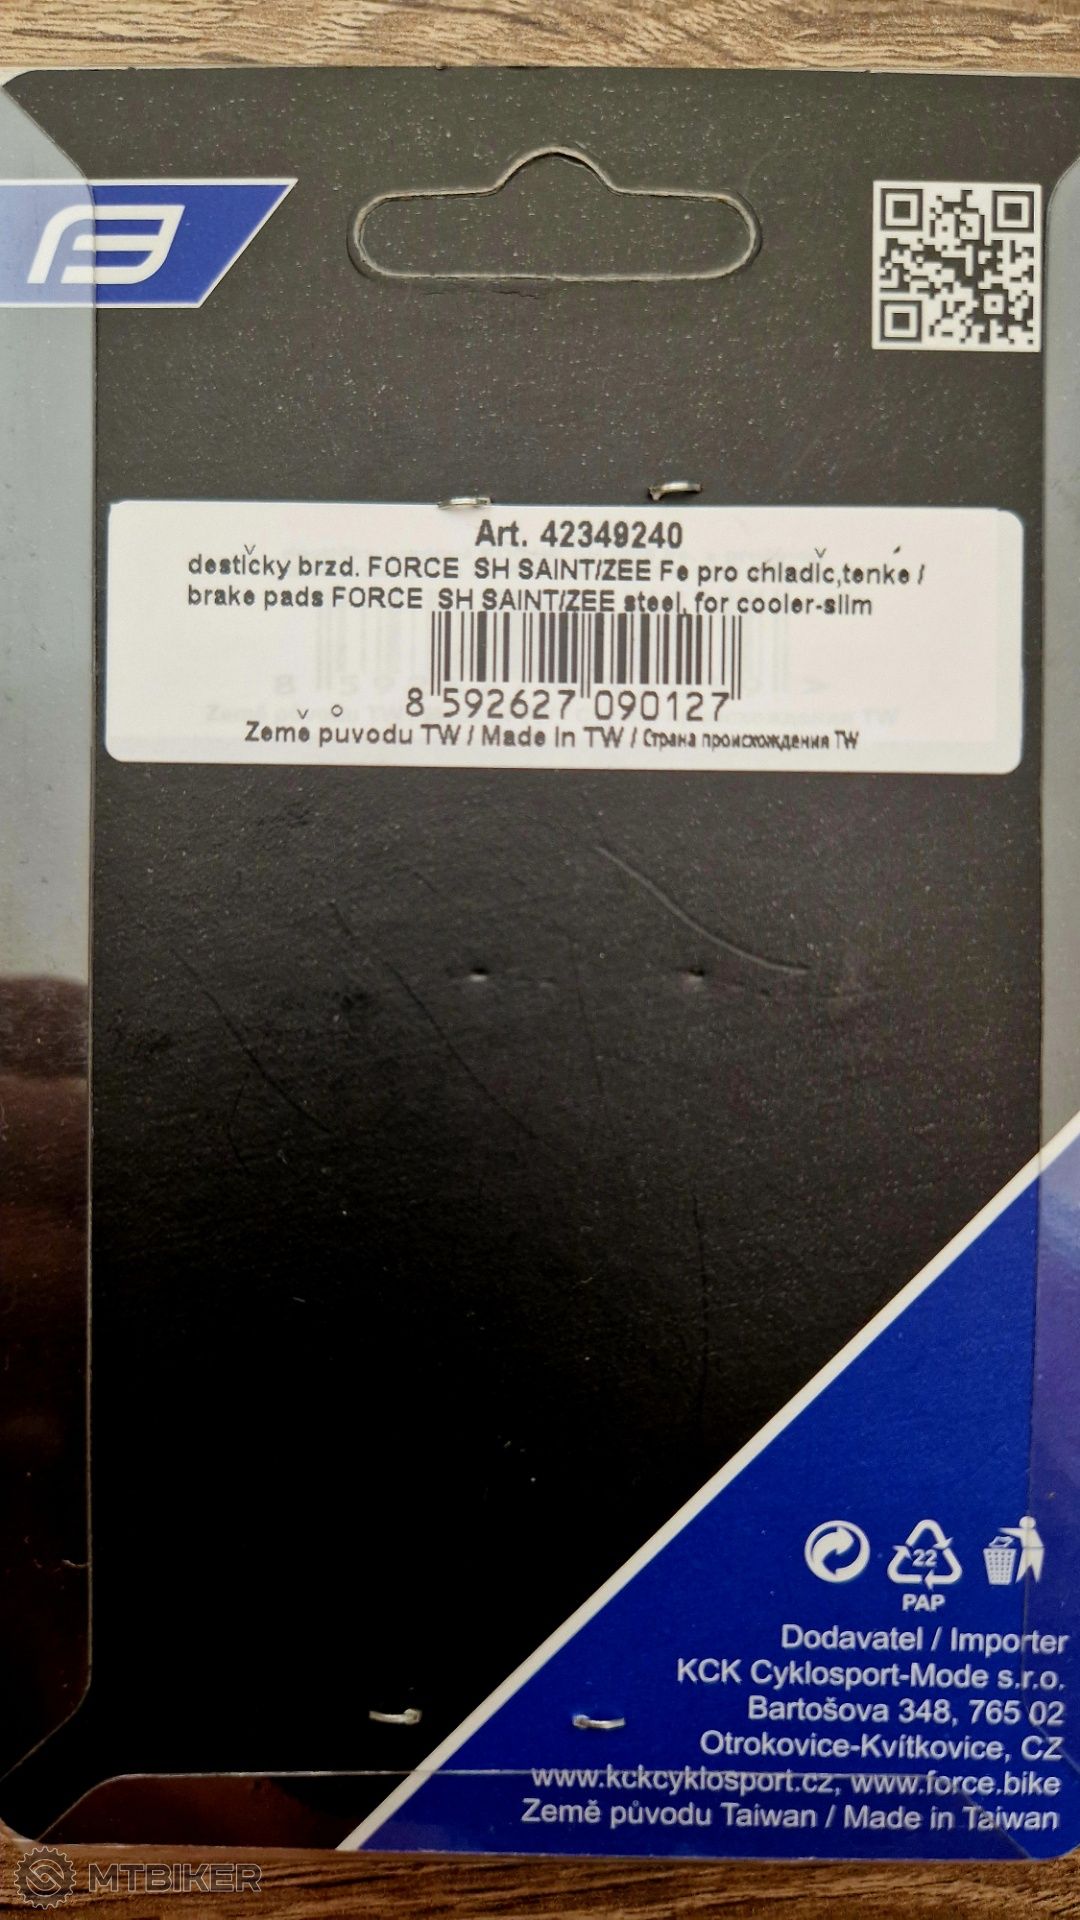 Art. 42349240
destičky brzd. FORCE SH SAINT/ZEE Fe pro chladič,tenké /
brake pads FORCE SH SAINT/ZEE steel, for cooler-slim
8 592627 090127
Země původu TW / Made in TW / Страна происхождения TW
22
PAP
Dodavatel / Importer
KCK Cyklosport-Mode s.r.o.
Bartošova 348, 765 02
Otrokovice-Kvítkovice, CZ
www.kckcyklosport.cz, www.force.bike
Země původu Taiwan / Made in Taiwan
MTBIKER